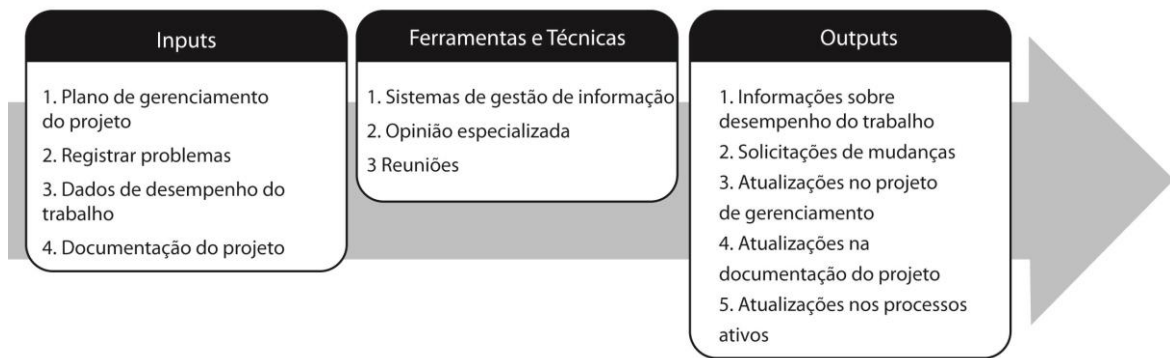 Inputs
1. Plano de gerenciamento
do projeto
2. Registrar problemas
3. Dados de desempenho do
trabalho
4. Documentação do projeto
Ferramentas e Técnicas
1. Sistemas de gestão de informação
2. Opinião especializada
3 Reuniões
Outputs
1. Informações sobre
desempenho do trabalho
2. Solicitações de mudanças
3. Atualizações no projeto
de gerenciamento
4. Atualizações na
documentação do projeto
5. Atualizações nos processos
ativos